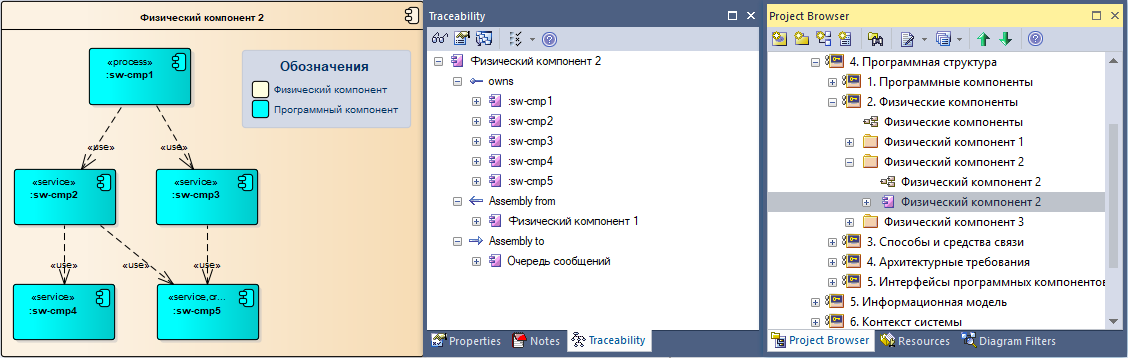 Физический компонент 2
«process»
:sw-cmp1
Обозначения
Физический компонент
Программный компонент
«use»
«use»
«service»
:sw-cmp2
«service»
:sw-cmp3
«use»
«use»
«use»
«service»
:sw-cmp4
«service,cr...
:sw-cmp5
Traceability
Физический компонент 2
owns
:sw-cmp1
:sw-cmp2
:sw-cmp3
:sw-cmp4
:sw-cmp5
Assembly from
Физический компонент 1
Assembly to
Очередь сообщений
Properties
Notes
Traceability
Project Browser
4. Программная структура
1. Программные компоненты
2. Физические компоненты
Физические компоненты
Физический компонент 1
Физический компонент 2
Физический компонент 2
Физический компонент 2
Физический компонент 3
3. Способы и средства связи
4. Архитектурные требования
5. Интерфейсы программных компонентов
5. Информационная модель
6. Контекст системы
Project Browser
Resources
Diagram Filters